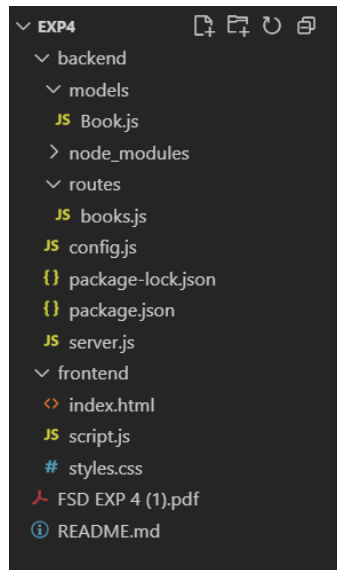 EXP4
backend
models
JS Book.js
node_modules
routes
JS books.js
JS config.js
{} package-lock.json
{} package.json
JS server.js
frontend
<> index.html
JS script.js
# styles.css
FSD EXP 4 (1).pdf
README.md